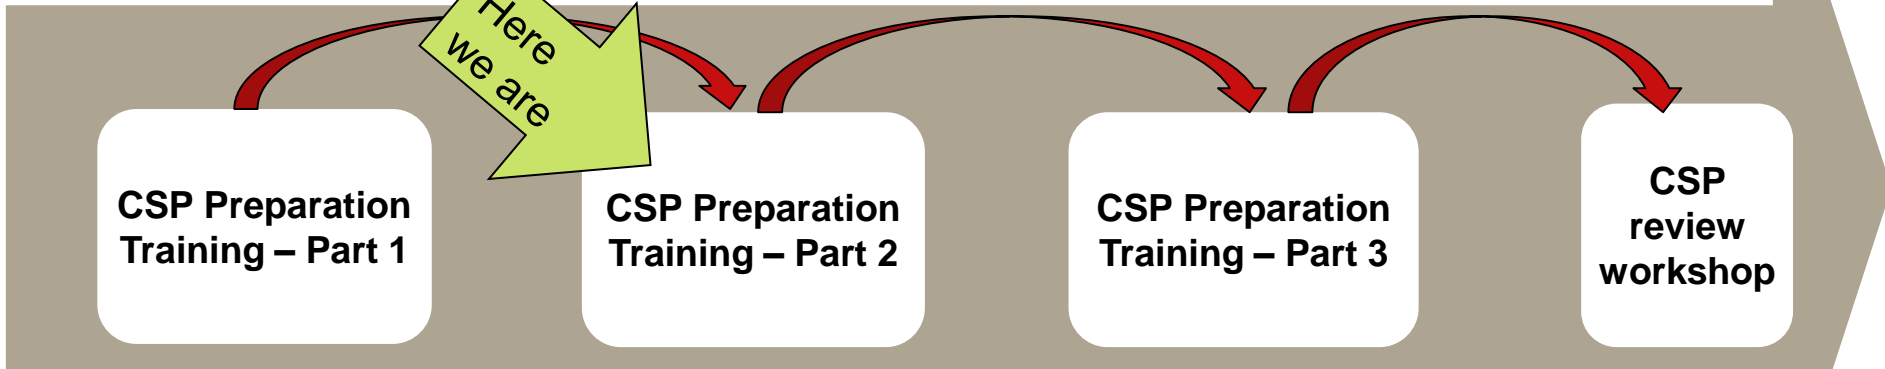 Here
we are
CSP Preparation
Training – Part 1
CSP Preparation
Training – Part 2
CSP Preparation
Training – Part 3
CSP
review
workshop